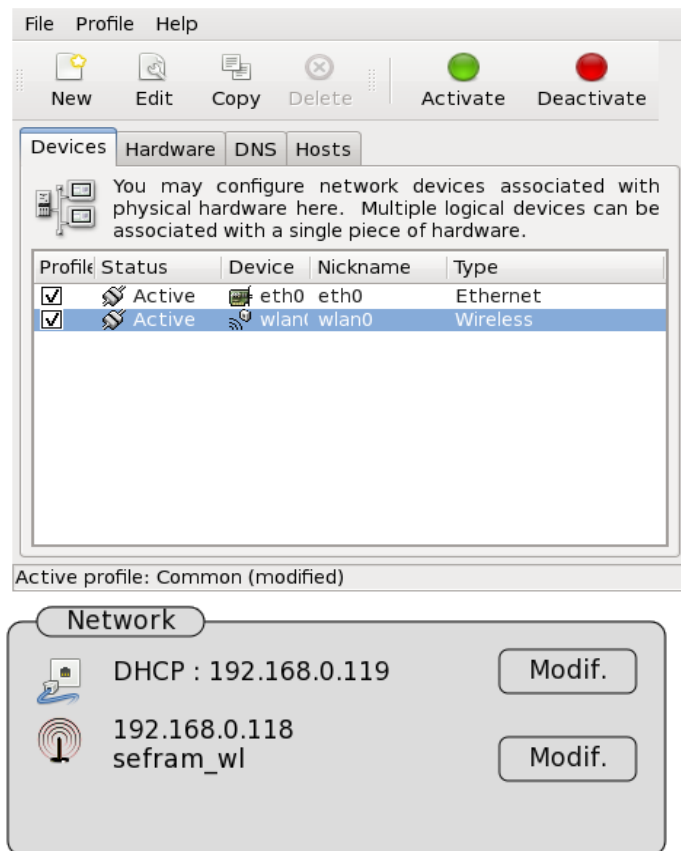 File Profile Help
New Edit Copy Delete Activate Deactivate
Devices Hardware DNS Hosts
You may configure network devices associated with
physical hardware here. Multiple logical devices can be
associated with a single piece of hardware.
Profile Status Device Nickname Type
Active eth0 eth0 Ethernet
Active wlan( wlan0 Wireless
Active profile: Common (modified)
Network
DHCP : 192.168.0.119 Modif.
192.168.0.118
sefram_wl Modif.